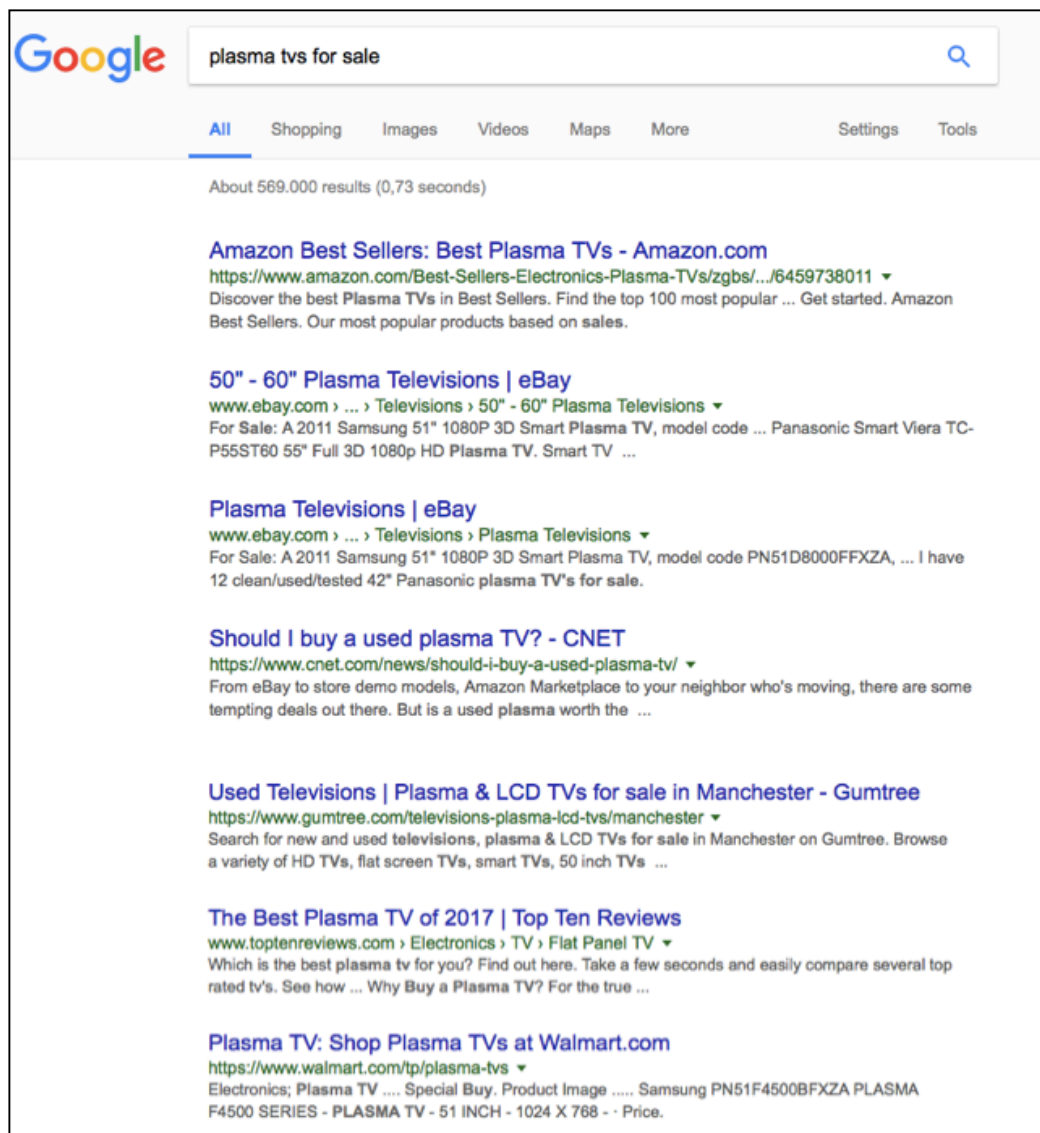 Google
plasma tvs for sale
All Shopping Images Videos Maps More Settings Tools
About 569.000 results (0,73 seconds)
Amazon Best Sellers: Best Plasma TVs - Amazon.com
https://www.amazon.com/Best-Sellers-Electronics-Plasma-TVs/zgbs/.../6459738011
Discover the best Plasma TVs in Best Sellers. Find the top 100 most popular ... Get started. Amazon
Best Sellers. Our most popular products based on sales.
50" - 60" Plasma Televisions | eBay
www.ebay.com › ... › Televisions › 50" - 60" Plasma Televisions
For Sale: A 2011 Samsung 51" 1080P 3D Smart Plasma TV, model code ... Panasonic Smart Viera TC-
P55ST60 55" Full 3D 1080p HD Plasma TV. Smart TV ...
Plasma Televisions | eBay
www.ebay.com › ... › Televisions › Plasma Televisions
For Sale: A 2011 Samsung 51" 1080P 3D Smart Plasma TV, model code PN51D8000FFXZA, ... I have
12 clean/used/tested 42" Panasonic plasma TV's for sale.
Should I buy a used plasma TV? - CNET
https://www.cnet.com/news/should-i-buy-a-used-plasma-tv/
From eBay to store demo models, Amazon Marketplace to your neighbor who's moving, there are some
tempting deals out there. But is a used plasma worth the ...
Used Televisions | Plasma & LCD TVs for sale in Manchester - Gumtree
https://www.gumtree.com/televisions-plasma-lcd-tvs/manchester
Search for new and used televisions, plasma & LCD TVs for sale in Manchester on Gumtree. Browse
a variety of HD TVs, flat screen TVs, smart TVs, 50 inch TVs ...
The Best Plasma TV of 2017 | Top Ten Reviews
www.toptenreviews.com › Electronics › TV › Flat Panel TV
Which is the best plasma tv for you? Find out here. Take a few seconds and easily compare several top
rated tv's. See how ... Why Buy a Plasma TV? For the true ...
Plasma TV: Shop Plasma TVs at Walmart.com
https://www.walmart.com/tp/plasma-tvs
Electronics; Plasma TV .... Special Buy. Product Image ..... Samsung PN51F4500BFXZA PLASMA
F4500 SERIES - PLASMA TV - 51 INCH - 1024 X 768 - · Price.